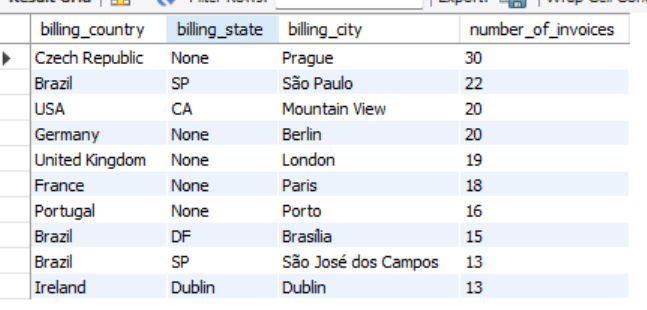 Result Grid Filter Rows: Export: Wrap Cell Con
billing_country billing_state billing_city number_of_invoices
Czech Republic None Prague 30
Brazil SP São Paulo 22
USA CA Mountain View 20
Germany None Berlin 20
United Kingdom None London 19
France None Paris 18
Portugal None Porto 16
Brazil DF Brasília 15
Brazil SP São José dos Campos 13
Ireland Dublin Dublin 13